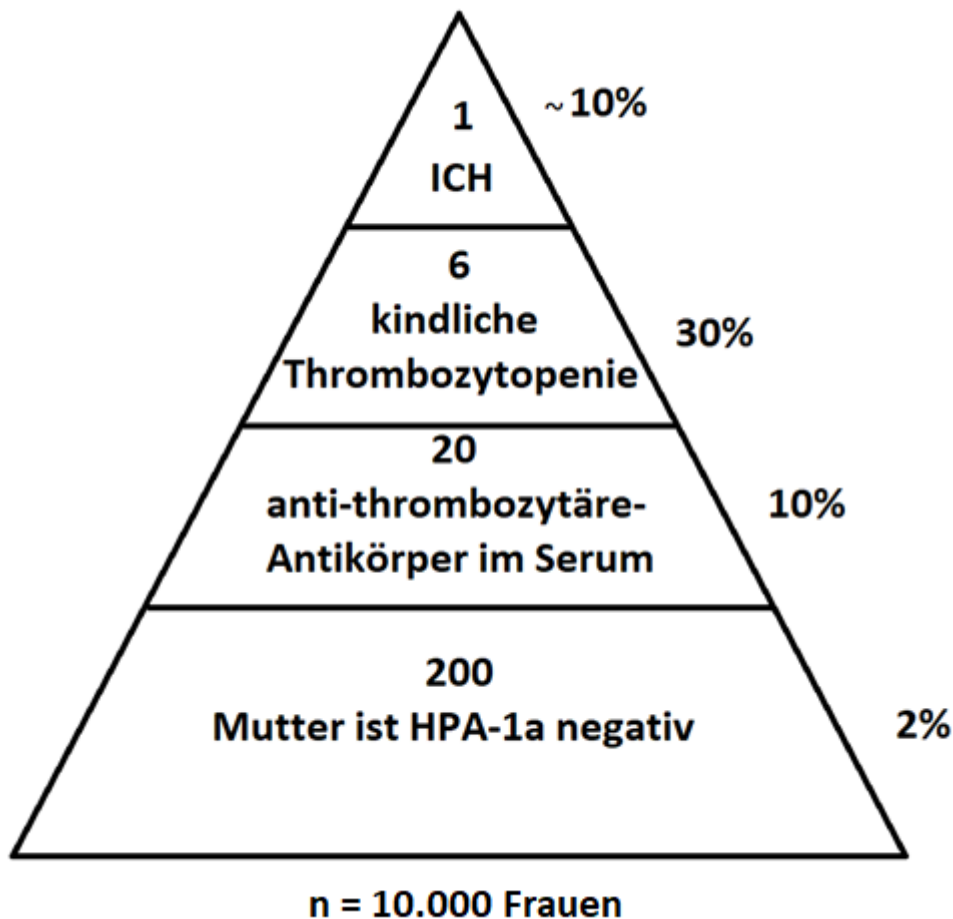 1
~10%
ICH
6
kindliche
30%
Thrombozytopenie
20
anti-thrombozytäre-
10%
Antikörper im Serum
200
Mutter ist HPA-1a negativ
2%
n = 10.000 Frauen